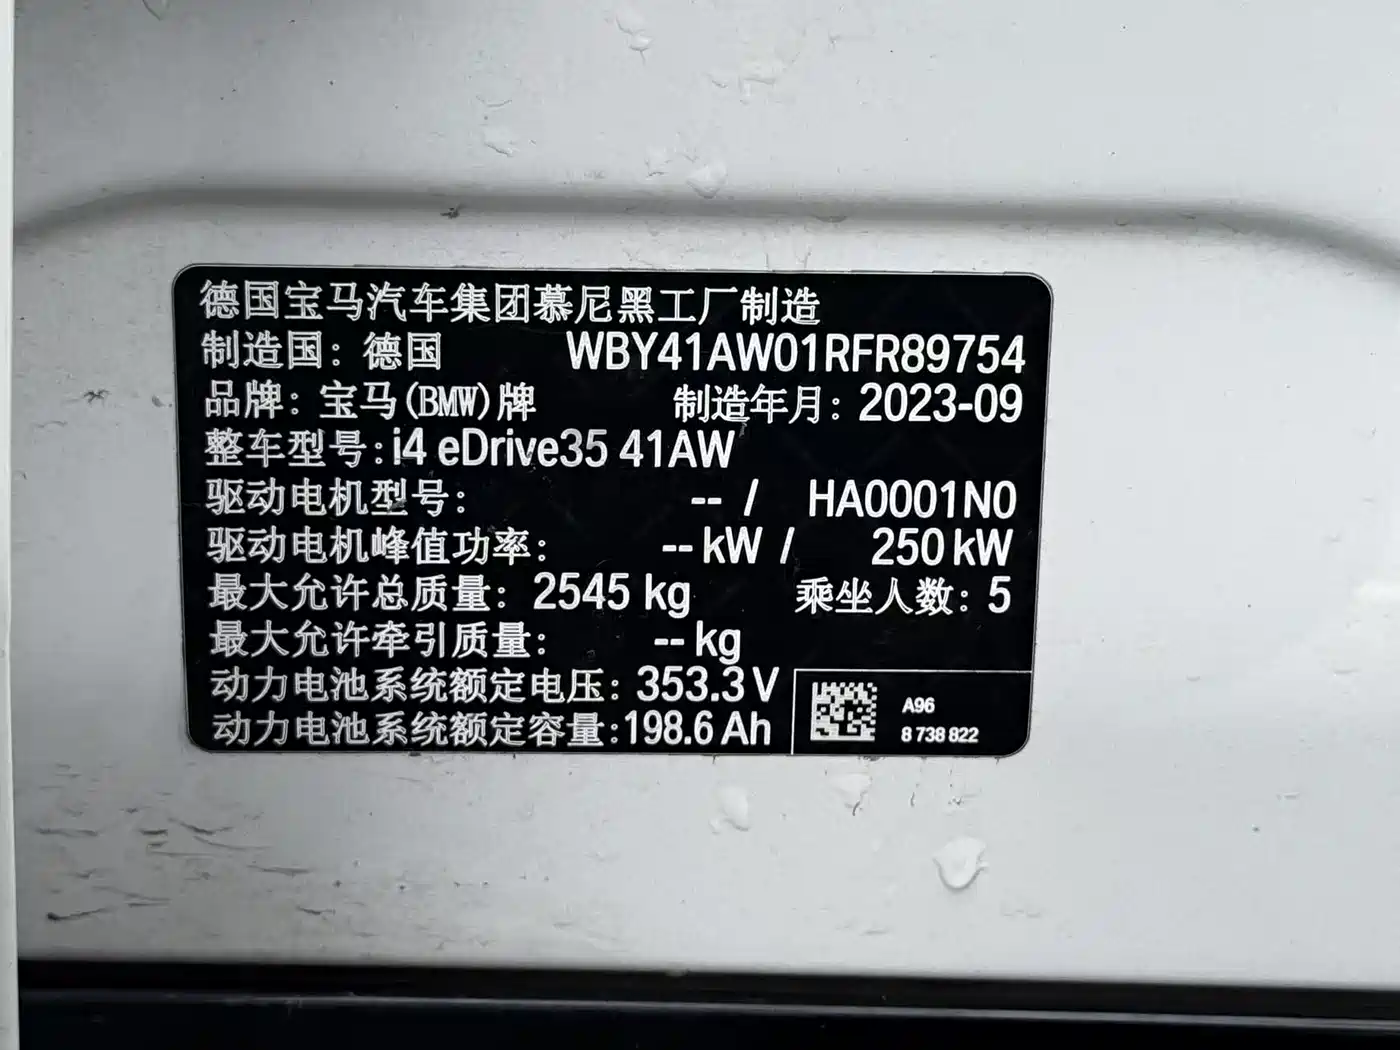 德国宝马汽车集团慕尼黑工厂制造
制造国：德国 WBY41AW01RFR89754
品牌：宝马(BMW)牌 制造年月：2023-09
整车型号:i4 eDrive35 41AW
驱动电机型号： -- / HA0001N0
驱动电机峰值功率： -- kW / 250 kW
最大允许总质量：2545 kg 乘坐人数：5
最大允许牵引质量： -- kg
动力电池系统额定电压：353.3 V
动力电池系统额定容量:198.6 Ah
A96
8 738 822